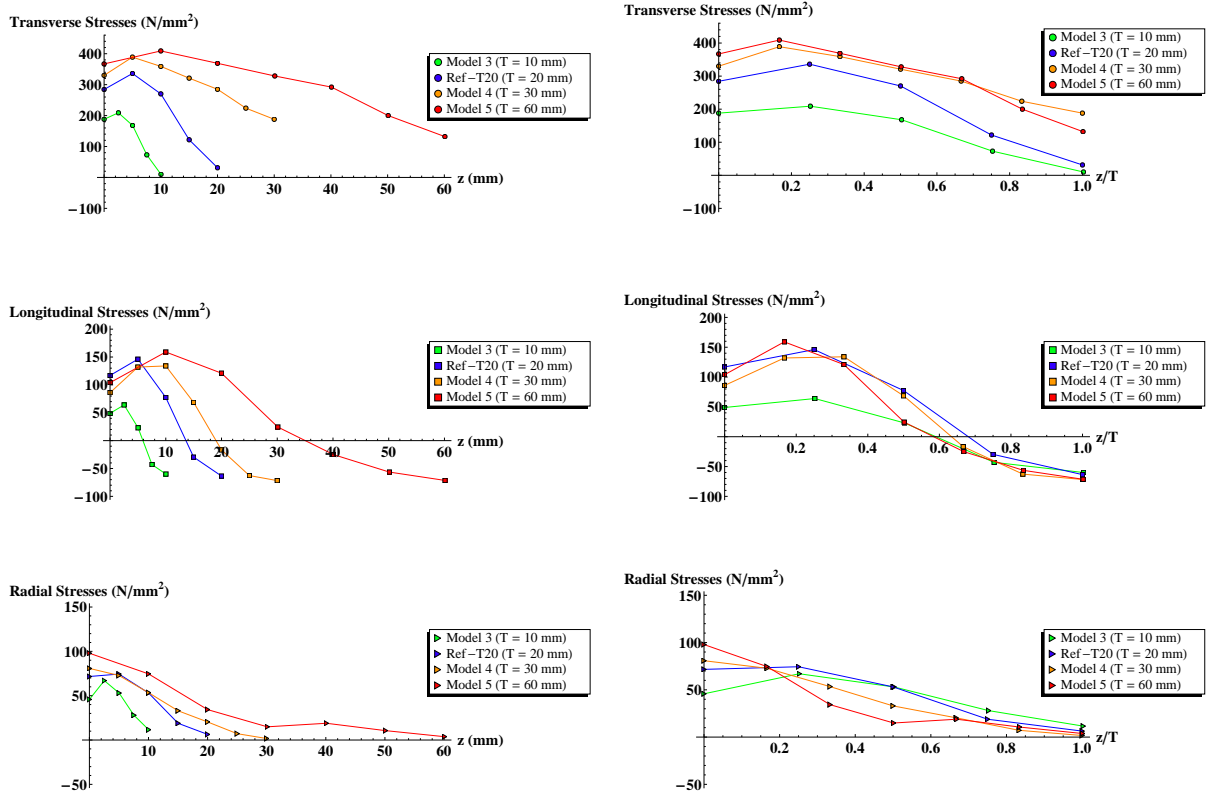 Transverse Stresses (N/mm²)
400
300
200
100
−100
10
20
30
40
50
60
z (mm)
Model 3 (T = 10 mm)
Ref−T20 (T = 20 mm)
Model 4 (T = 30 mm)
Model 5 (T = 60 mm)
Transverse Stresses (N/mm²)
400
300
200
100
−100
0.2
0.4
0.6
0.8
1.0
z/T
Model 3 (T = 10 mm)
Ref−T20 (T = 20 mm)
Model 4 (T = 30 mm)
Model 5 (T = 60 mm)
Longitudinal Stresses (N/mm²)
200
150
100
50
−50
−100
10
20
30
40
50
60
z (mm)
Model 3 (T = 10 mm)
Ref−T20 (T = 20 mm)
Model 4 (T = 30 mm)
Model 5 (T = 60 mm)
Longitudinal Stresses (N/mm²)
200
150
100
50
−50
−100
0.2
0.4
0.6
0.8
1.0
z/T
Model 3 (T = 10 mm)
Ref−T20 (T = 20 mm)
Model 4 (T = 30 mm)
Model 5 (T = 60 mm)
Radial Stresses (N/mm²)
150
100
50
−50
10
20
30
40
50
60
z (mm)
Model 3 (T = 10 mm)
Ref−T20 (T = 20 mm)
Model 4 (T = 30 mm)
Model 5 (T = 60 mm)
Radial Stresses (N/mm²)
150
100
50
−50
0.2
0.4
0.6
0.8
1.0
z/T
Model 3 (T = 10 mm)
Ref−T20 (T = 20 mm)
Model 4 (T = 30 mm)
Model 5 (T = 60 mm)